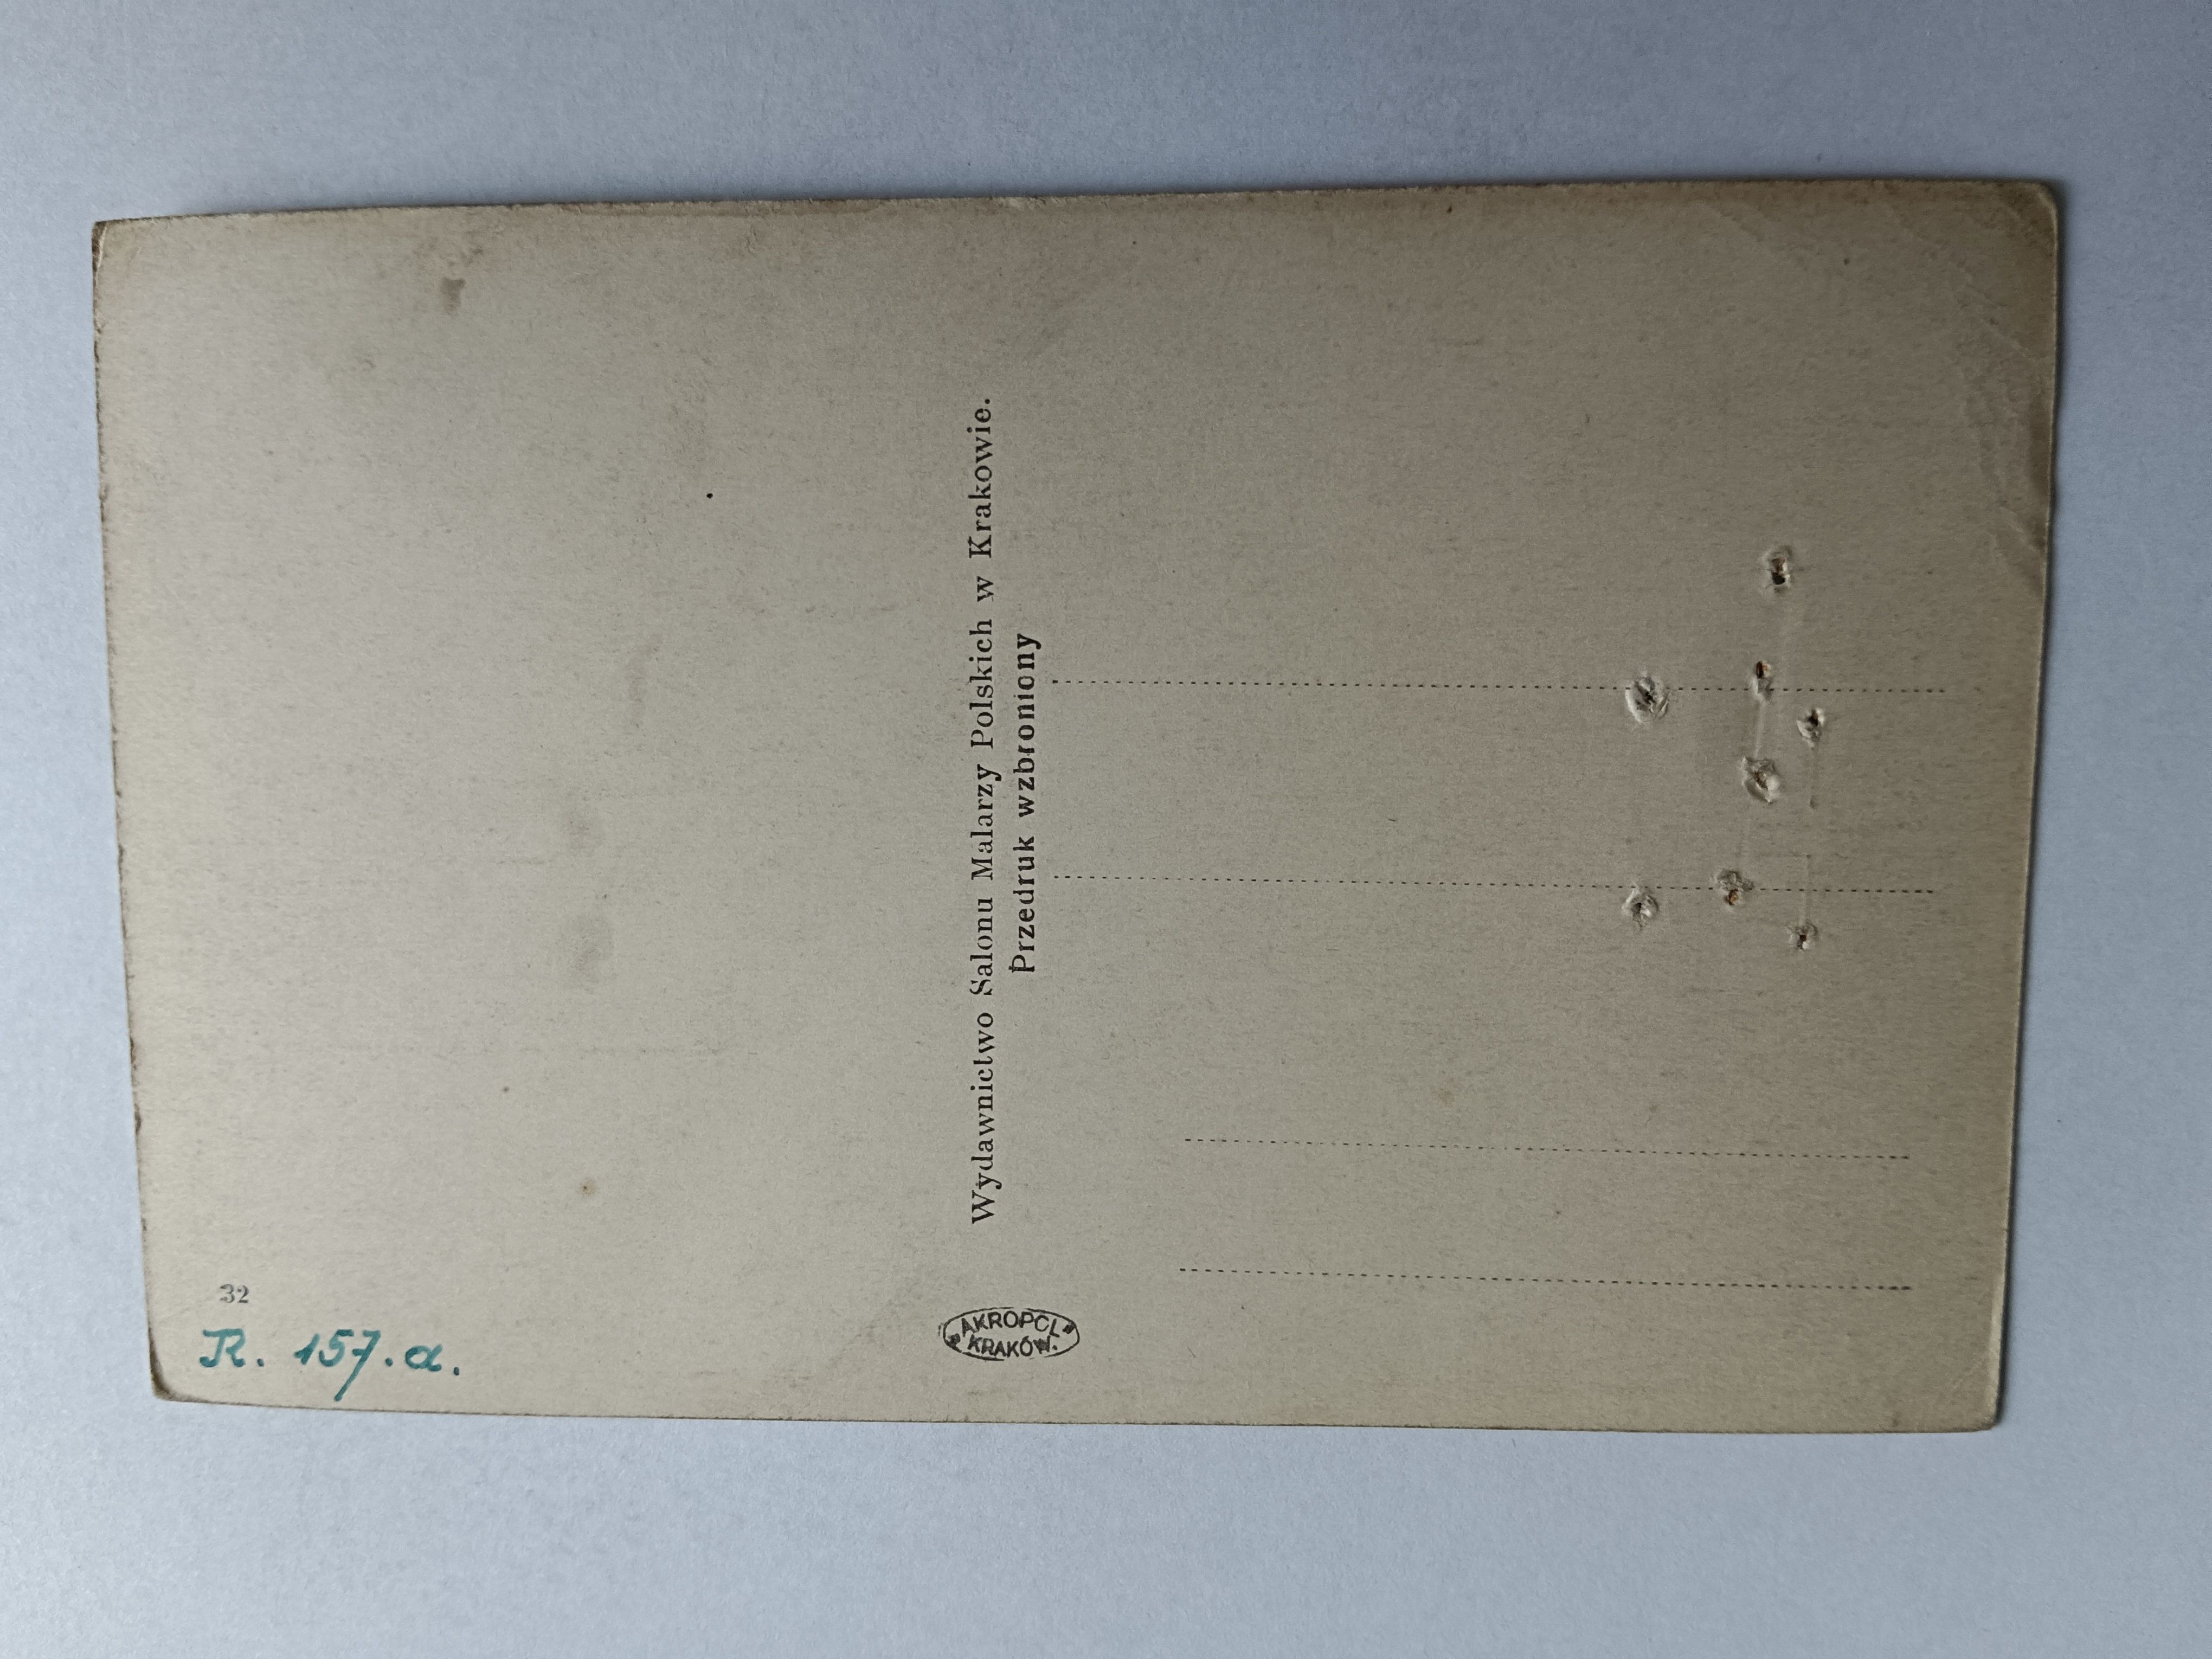 Wydawnictwo Salonu Malarzy Polskich w Krakowie.
Przedruk wzbroniony
32
R. 157.a.
„AKROPOL"
KRAKÓW.